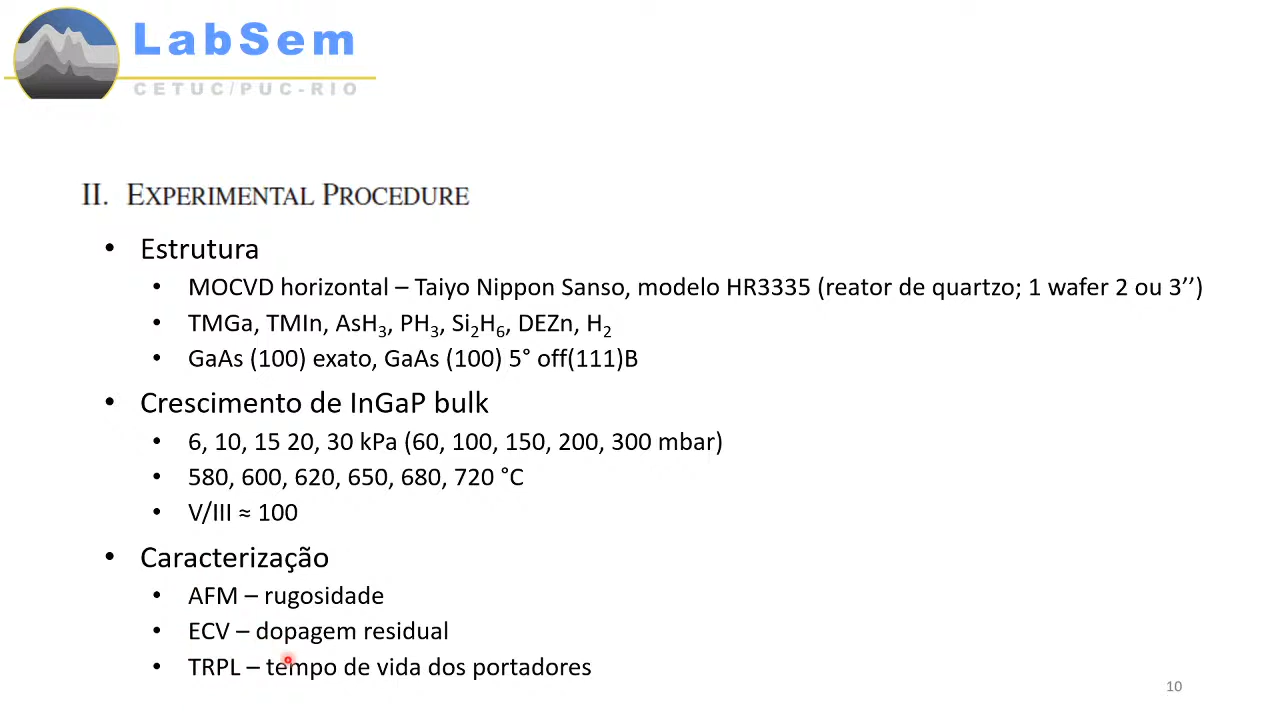 LabSem
CETUC/PUC-RIO
II. EXPERIMENTAL PROCEDURE
• Estrutura
• MOCVD horizontal – Taiyo Nippon Sanso, modelo HR3335 (reator de quartzo; 1 wafer 2 ou 3’’)
• TMGa, TMIn, AsH₃, PH₃, Si₂H₆, DEZn, H₂
• GaAs (100) exato, GaAs (100) 5° off(111)B
• Crescimento de InGaP bulk
• 6, 10, 15 20, 30 kPa (60, 100, 150, 200, 300 mbar)
• 580, 600, 620, 650, 680, 720 °C
• V/III ≈ 100
• Caracterização
• AFM – rugosidade
• ECV – dopagem residual
• TRPL – tempo de vida dos portadores
10